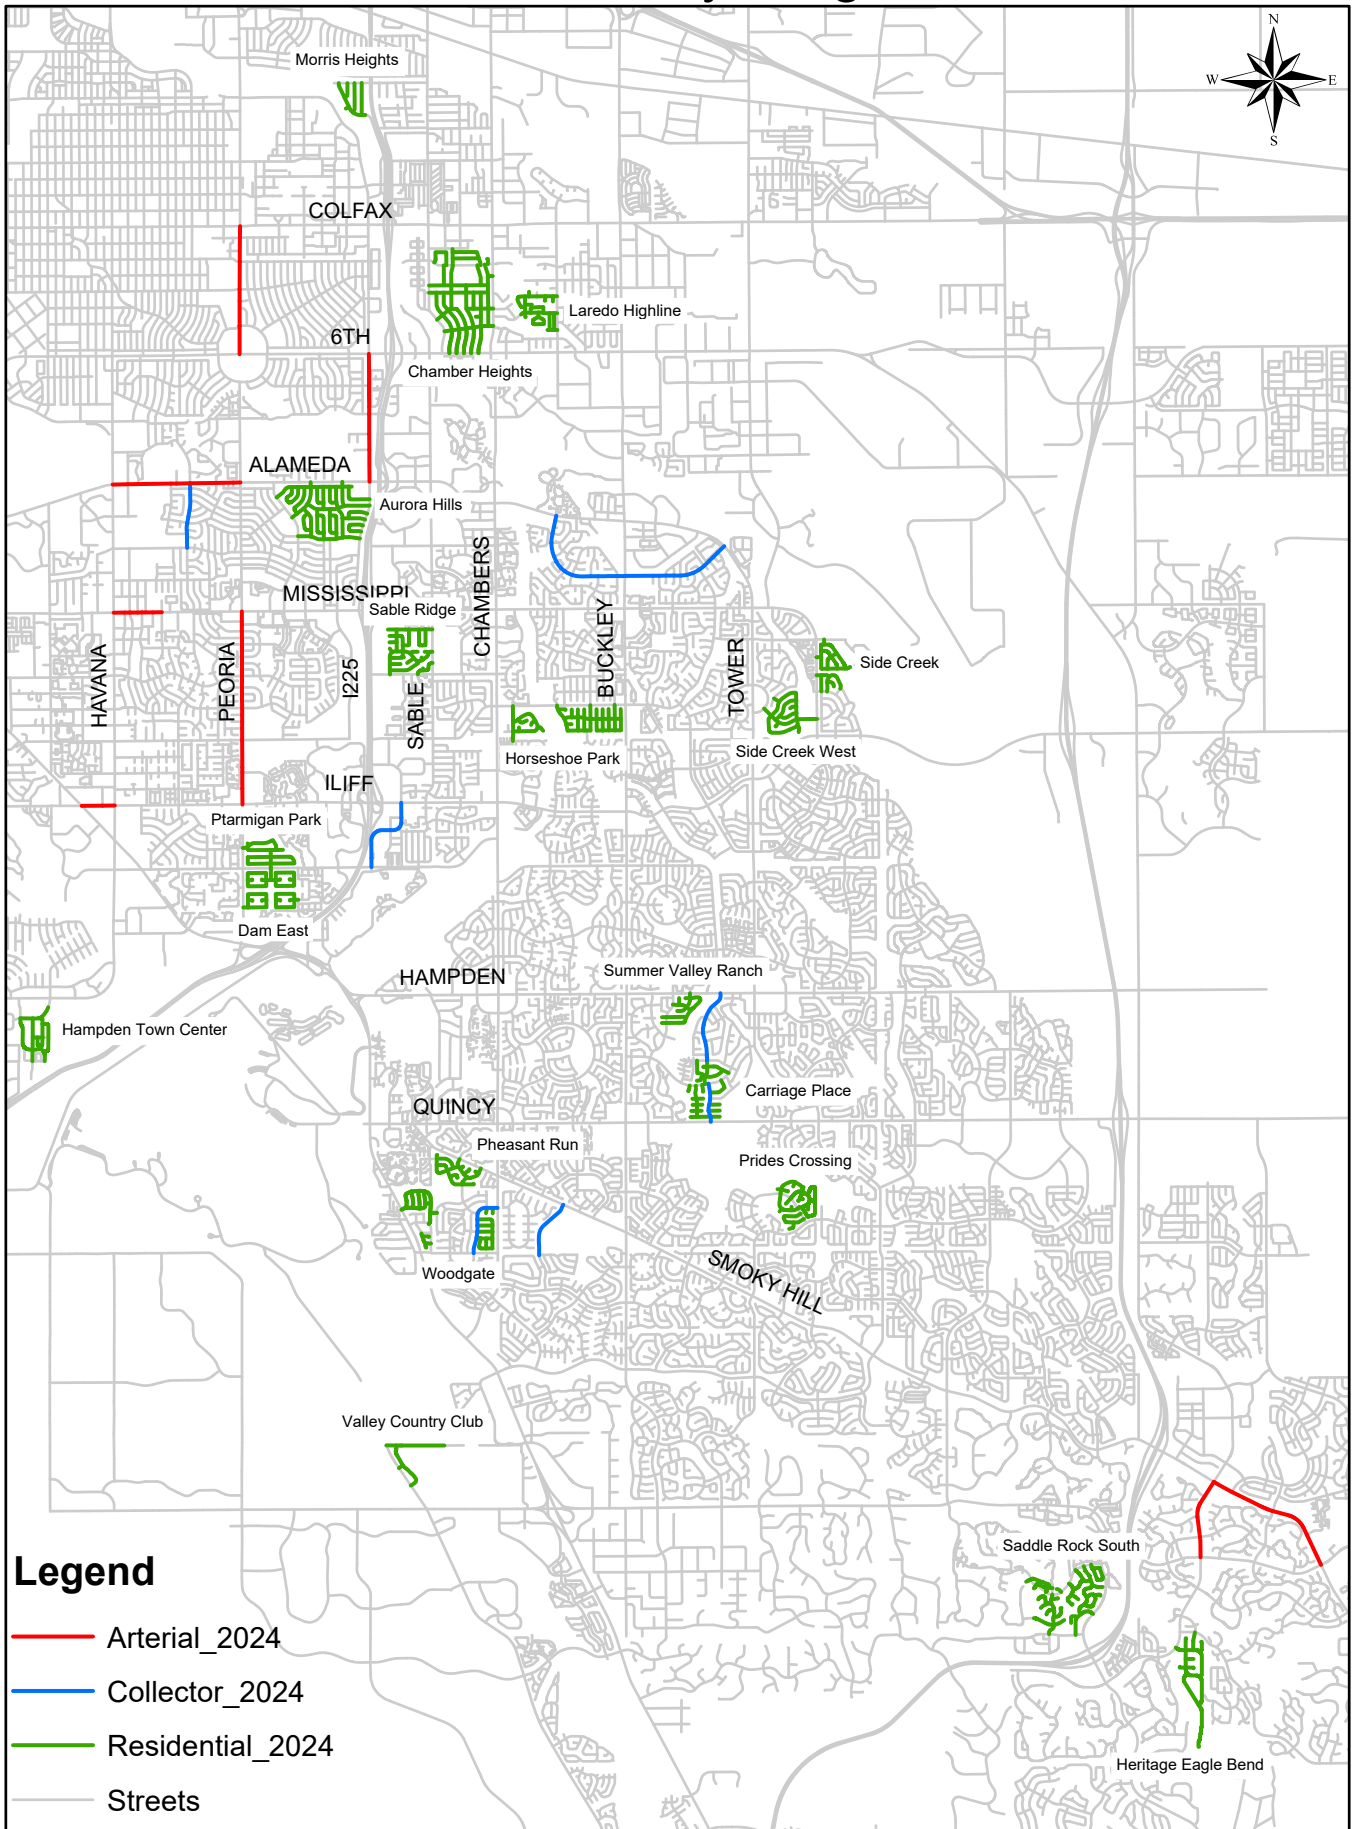 N
Morris Heights
W
E
S
COLFAX
Laredo Highline
6TH
Chamber Heights
ALAMEDA
Aurora Hills
CHAMBERS
MISSISSIPPI
Sable Ridge
BUCKLEY
HAVANA
PEORIA
I225
SABLE
TOWER
Side Creek
Side Creek West
Horseshoe Park
ILIFF
Ptarmigan Park
Dam East
HAMPDEN
Summer Valley Ranch
Hampden Town Center
Carriage Place
QUINCY
Pheasant Run
Prides Crossing
Woodgate
SMOKY HILL
Valley Country Club
Saddle Rock South
Heritage Eagle Bend
Legend
Arterial_2024
Collector_2024
Residential_2024
Streets